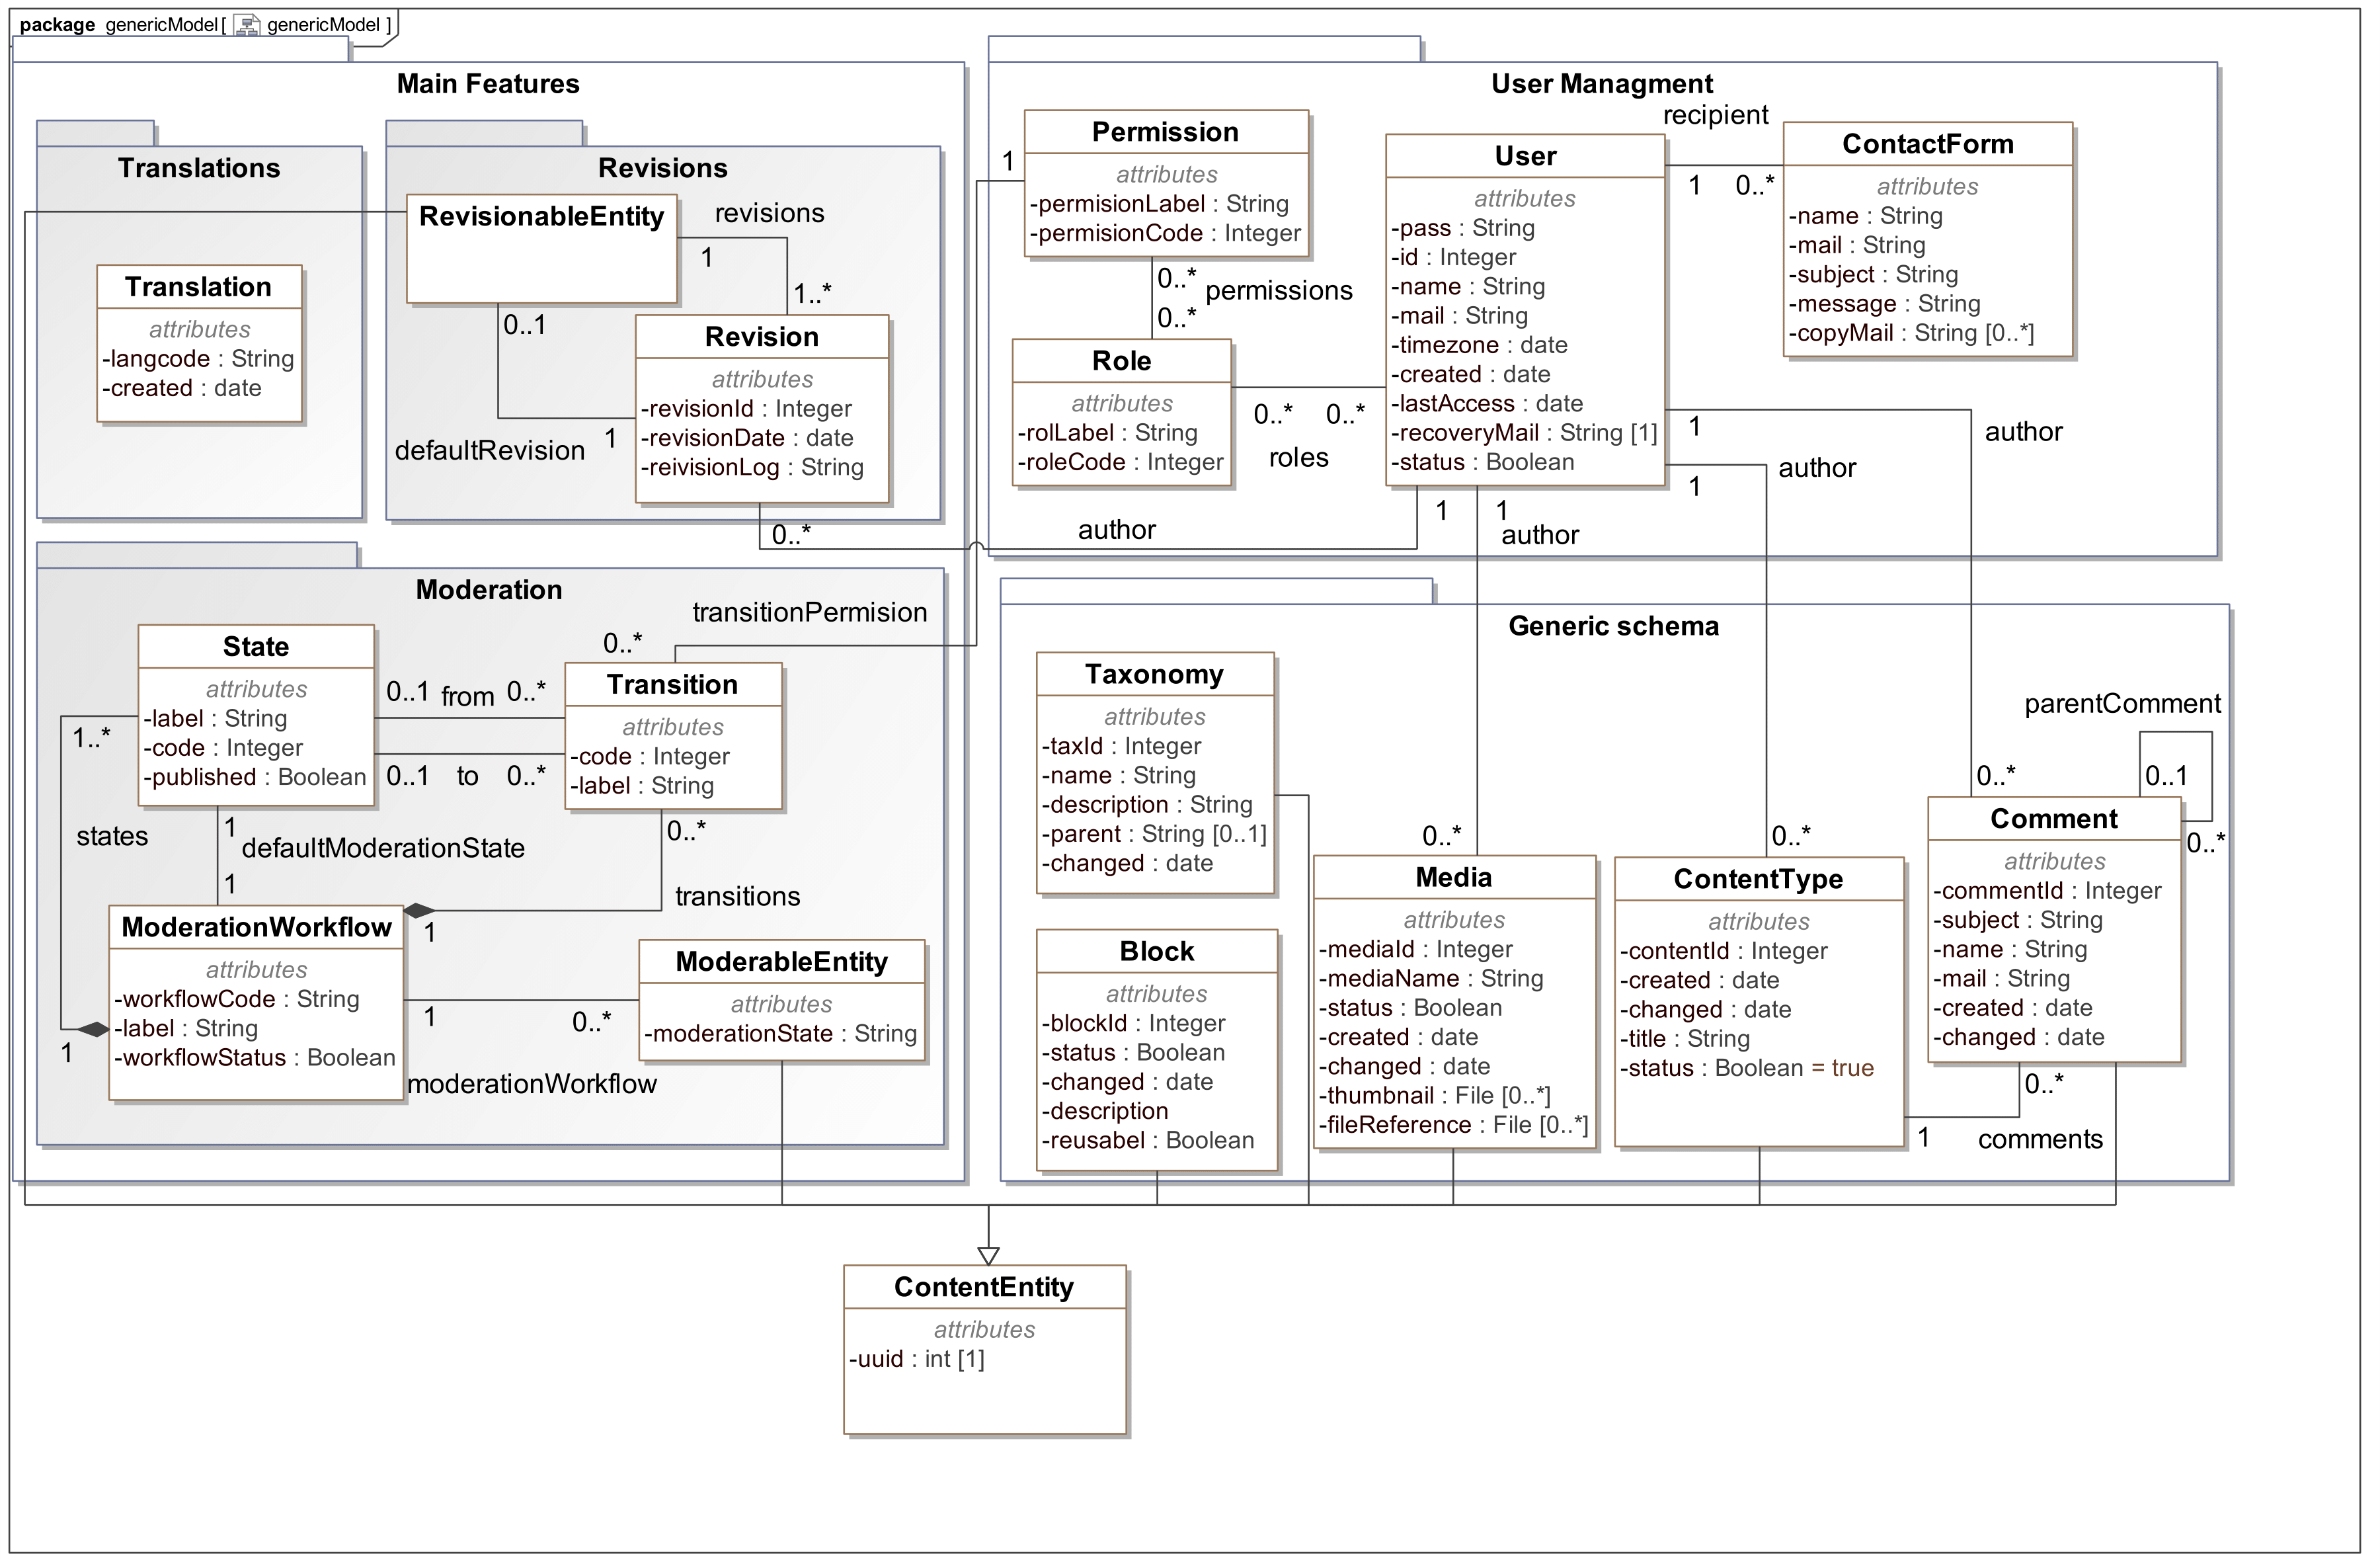 package genericModel[ genericModel ]
Main Features
Translations
Translation
attributes
-langcode : String
-created : date
Revisions
RevisionableEntity
revisions
1
1..*
0..1
Revision
attributes
-revisionId : Integer
-revisionDate : date
-reivisionLog : String
defaultRevision
1
0..*
author
Moderation
transitionPermision
0..*
1
State
attributes
-label : String
-code : Integer
-published : Boolean
0..1 from 0..*
0..1 to 0..*
Transition
attributes
-code : Integer
-label : String
1..*
states
1
defaultModerationState
1
0..*
transitions
1
ModerationWorkflow
attributes
-workflowCode : String
-label : String
-workflowStatus : Boolean
1
1
0..*
moderationWorkflow
ModerableEntity
attributes
-moderationState : String
User Managment
Permission
attributes
-permisionLabel : String
-permisionCode : Integer
0..*
permissions
0..*
Role
attributes
-rolLabel : String
-roleCode : Integer
0..* 0..*
roles
User
attributes
-pass : String
-id : Integer
-name : String
-mail : String
-timezone : date
-created : date
-lastAccess : date
-recoveryMail : String [1]
-status : Boolean
recipient
1 0..*
ContactForm
attributes
-name : String
-mail : String
-subject : String
-message : String
-copyMail : String [0..*]
1
author
1
author
1
1
author
Generic schema
Taxonomy
attributes
-taxId : Integer
-name : String
-description : String
-parent : String [0..1]
-changed : date
Block
attributes
-blockId : Integer
-status : Boolean
-changed : date
-description
-reusabel : Boolean
0..*
Media
attributes
-mediaId : Integer
-mediaName : String
-status : Boolean
-created : date
-changed : date
-thumbnail : File [0..*]
-fileReference : File [0..*]
0..*
ContentType
attributes
-contentId : Integer
-created : date
-changed : date
-title : String
-status : Boolean = true
parentComment
0..*
0..1
0..*
Comment
attributes
-commentId : Integer
-subject : String
-name : String
-mail : String
-created : date
-changed : date
0..*
1
comments
ContentEntity
attributes
-uuid : int [1]